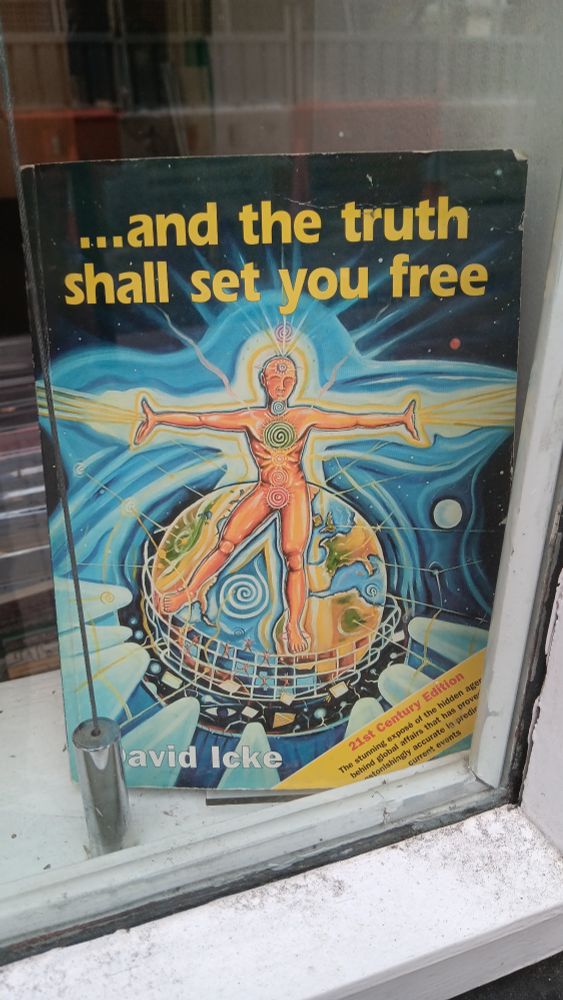 ...and the truth
shall set you free
21st Century Edition
The stunning exposé of the hidden
behind global affairs that has
astonishingly accurate in
current events
David Icke